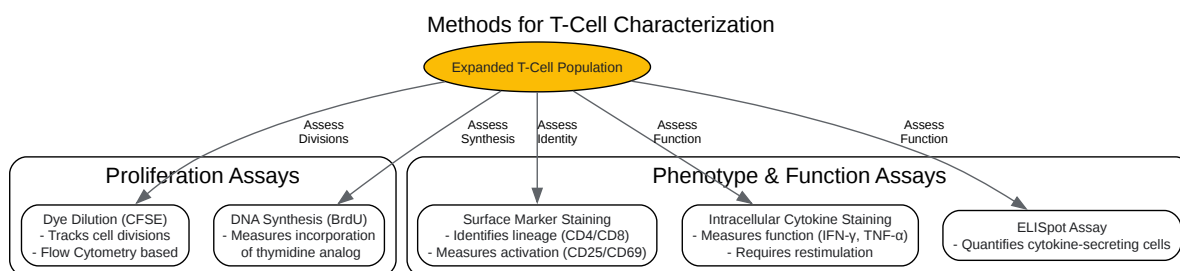 Methods for T-Cell Characterization
Expanded T-Cell Population
Assess
Divisions
Assess
Synthesis
Assess
Identity
Assess
Function
Assess
Function
Proliferation Assays
Dye Dilution (CFSE)
- Tracks cell divisions
- Flow Cytometry based
DNA Synthesis (BrdU)
- Measures incorporation
of thymidine analog
Phenotype & Function Assays
Surface Marker Staining
- Identifies lineage (CD4/CD8)
- Measures activation (CD25/CD69)
Intracellular Cytokine Staining
- Measures function (IFN-γ, TNF-α)
- Requires restimulation
ELISpot Assay
- Quantifies cytokine-secreting cells